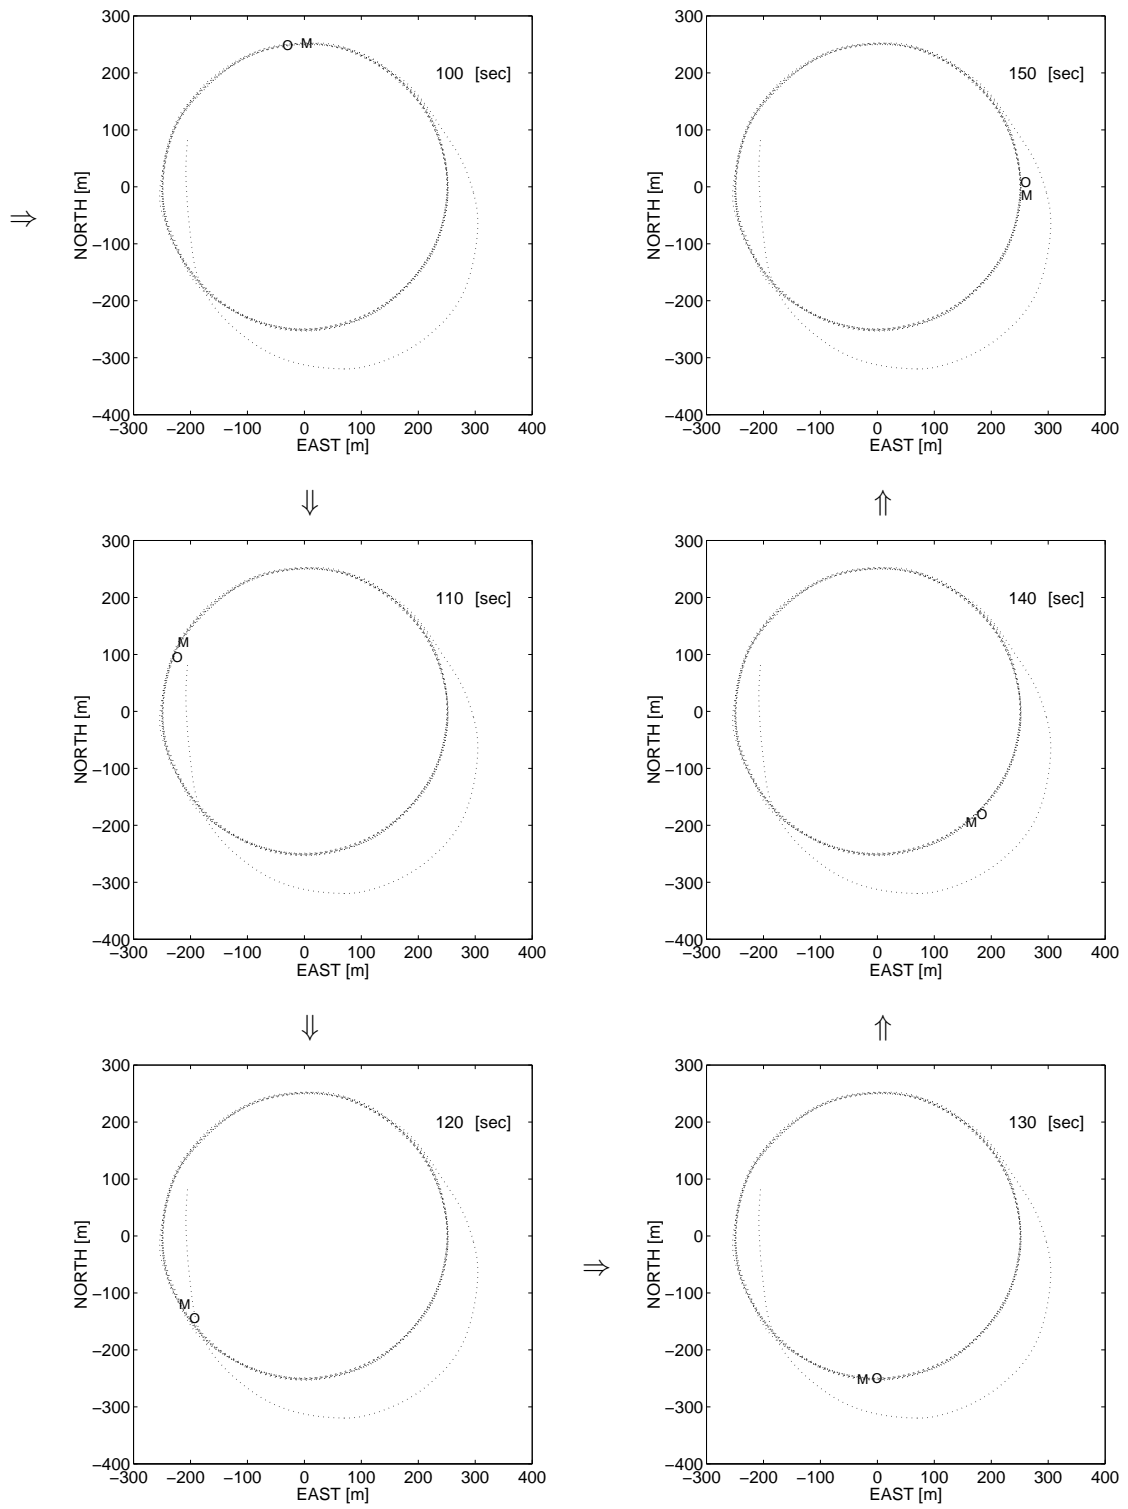 300
O M
200
100 [sec]
100
0
NORTH [m]
−100
−200
−300
−400
−300 −200 −100 0 100 200 300 400
EAST [m]
300
200
150 [sec]
100
0
O
M
NORTH [m]
−100
−200
−300
−400
−300 −200 −100 0 100 200 300 400
EAST [m]
300
200
110 [sec]
M
O
100
0
NORTH [m]
−100
−200
−300
−400
−300 −200 −100 0 100 200 300 400
EAST [m]
300
200
140 [sec]
100
0
NORTH [m]
−100
M O
−200
−300
−400
−300 −200 −100 0 100 200 300 400
EAST [m]
300
200
120 [sec]
100
0
NORTH [m]
−100
M
O
−200
−300
−400
−300 −200 −100 0 100 200 300 400
EAST [m]
300
200
130 [sec]
100
0
NORTH [m]
−100
−200
M O
−300
−400
−300 −200 −100 0 100 200 300 400
EAST [m]